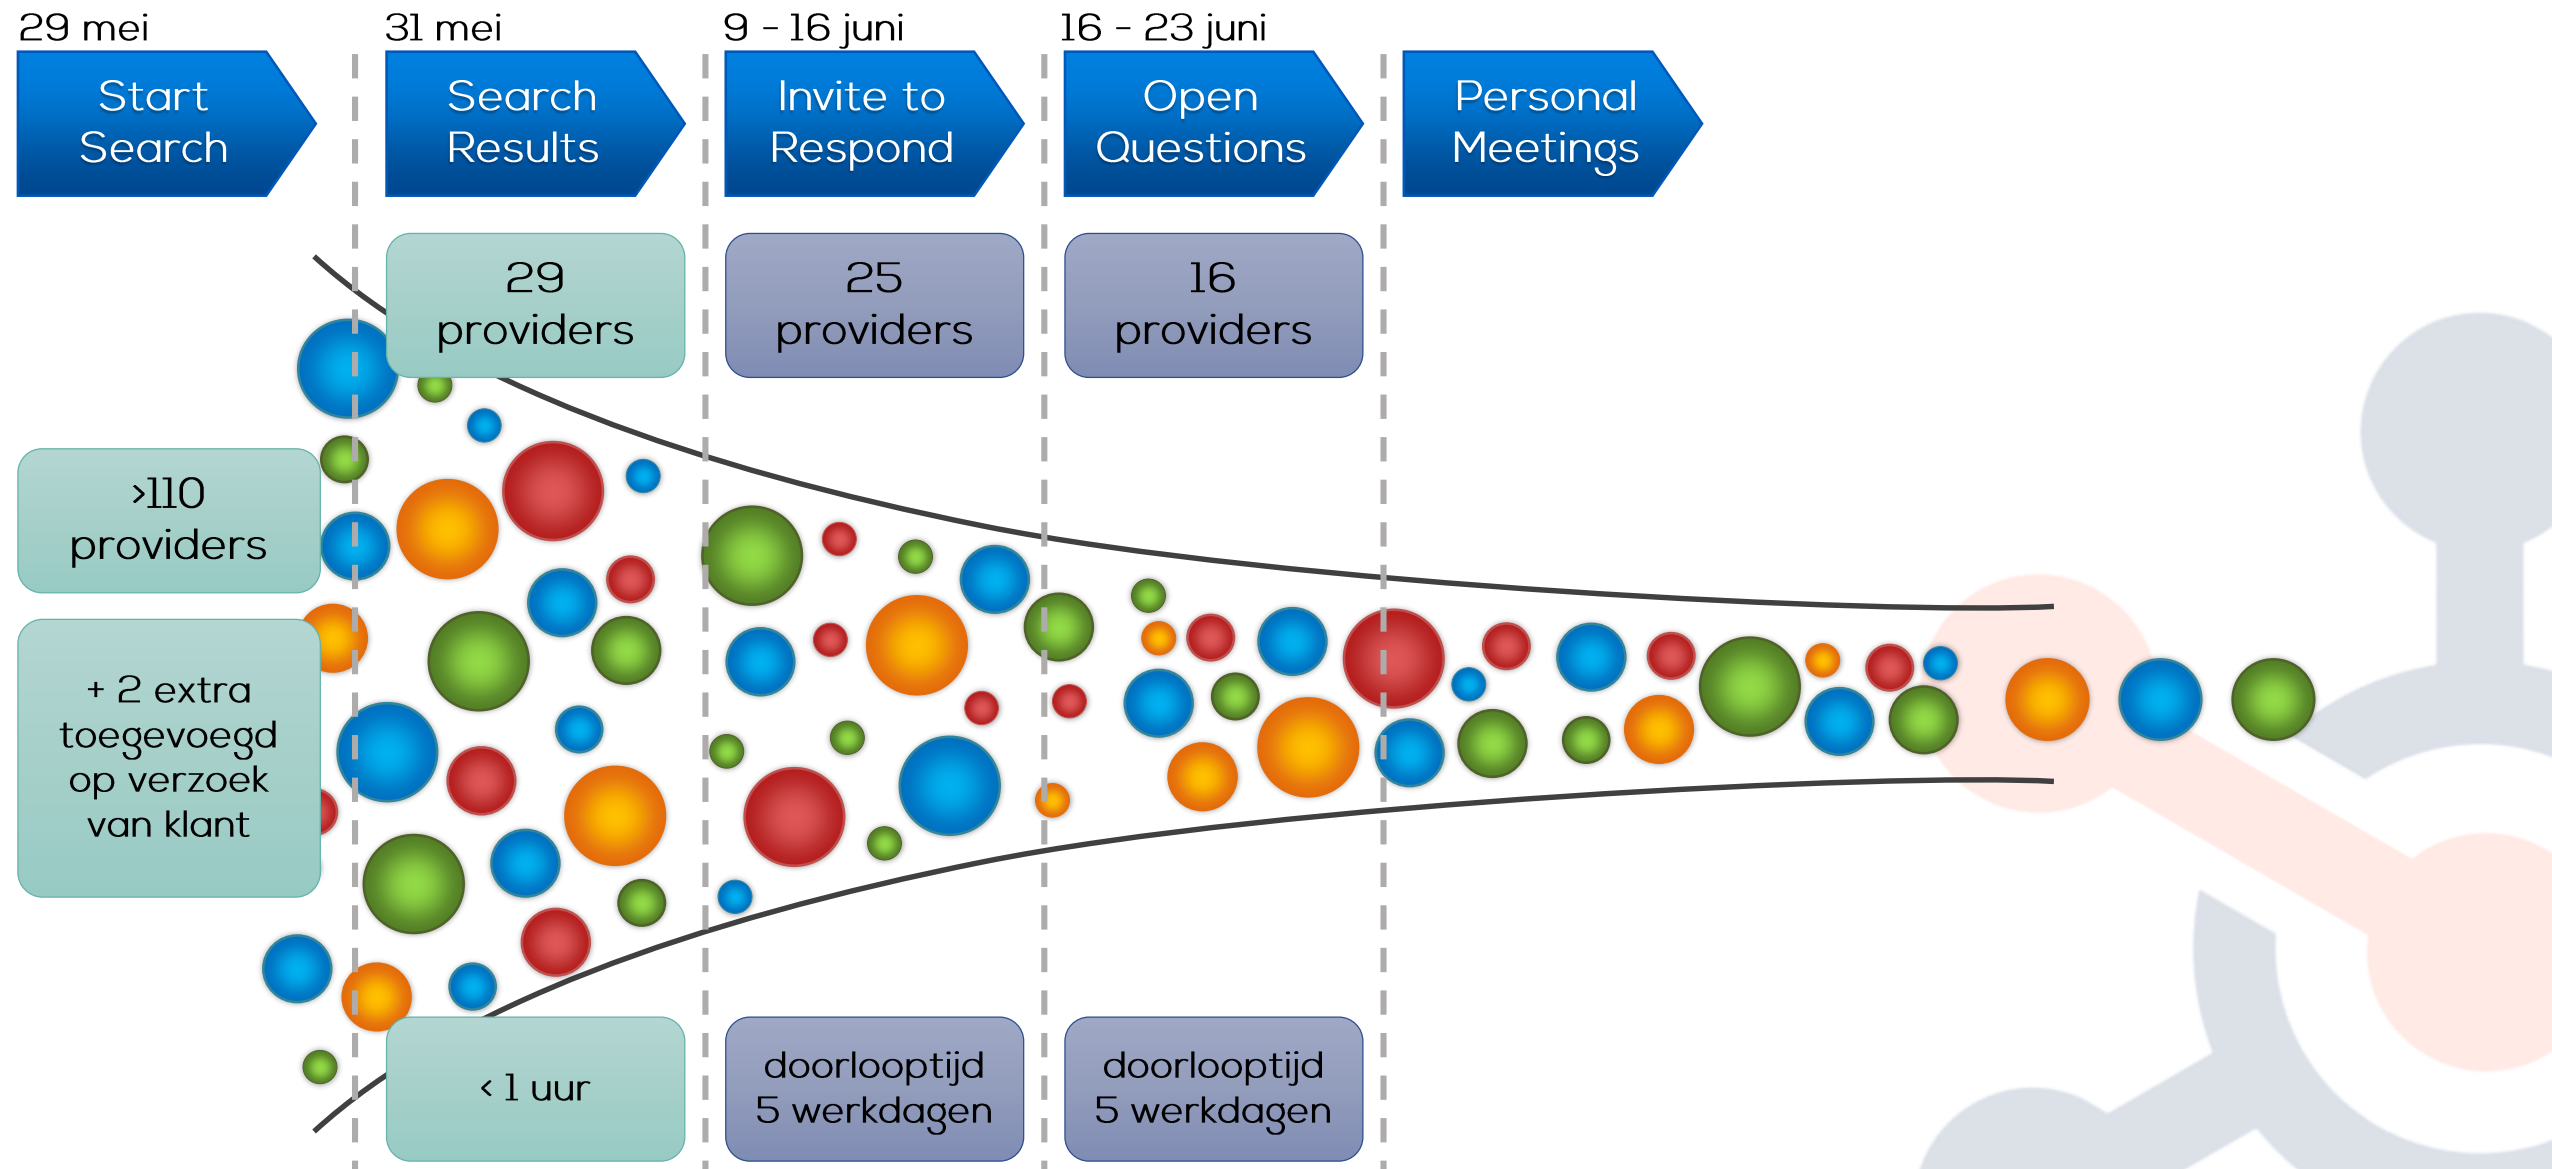 29 mei
31 mei
9 - 16 juni
16 - 23 juni
Start
Search
Search
Results
Invite to
Respond
Open
Questions
Personal
Meetings
29
providers
25
providers
16
providers
>110
providers
+ 2 extra
toegevoegd
op verzoek
van klant
< 1 uur
doorlooptijd
5 werkdagen
doorlooptijd
5 werkdagen